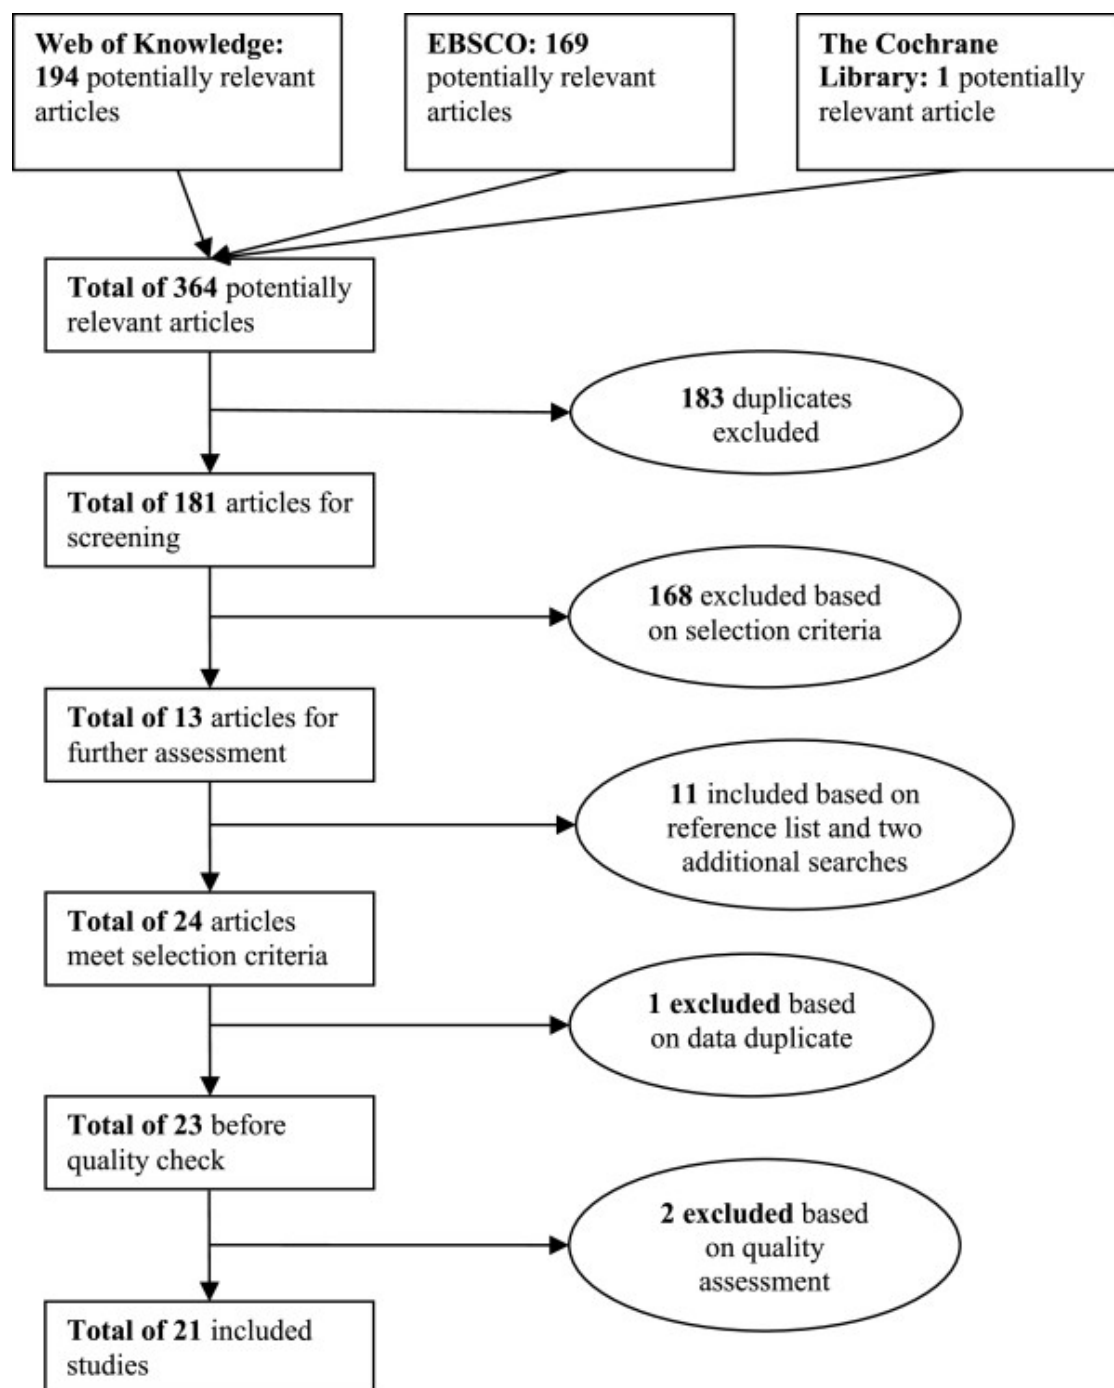 Web of Knowledge:
194 potentially relevant
articles
EBSCO: 169
potentially relevant
articles
The Cochrane
Library: 1 potentially
relevant article
Total of 364 potentially
relevant articles
183 duplicates
excluded
Total of 181 articles for
screening
168 excluded based
on selection criteria
Total of 13 articles for
further assessment
11 included based on
reference list and two
additional searches
Total of 24 articles
meet selection criteria
1 excluded based
on data duplicate
Total of 23 before
quality check
2 excluded based
on quality
assessment
Total of 21 included
studies